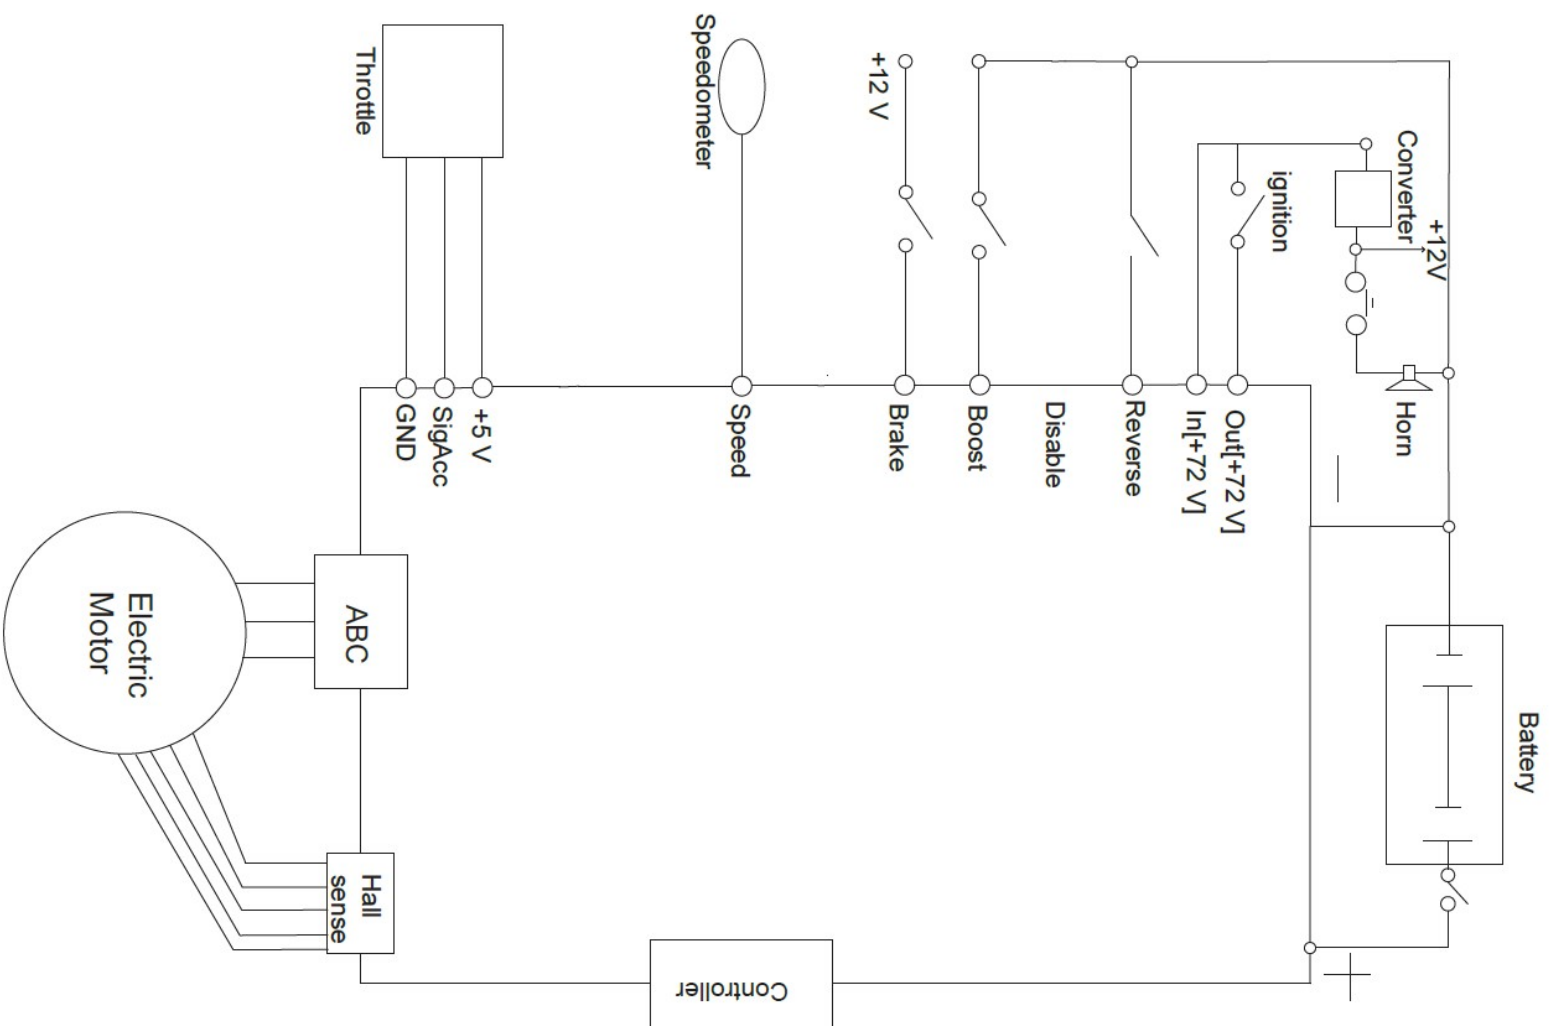 Throttle
Speedometer
+12 V
ignition
Converter
+12V
Horn
GND
SigAcc
+5 V
Speed
Brake
Boost
Disable
Reverse
In[+72 V]
Out[+72 V]
Battery
ABC
Electric
Motor
Hall
sense
Controller